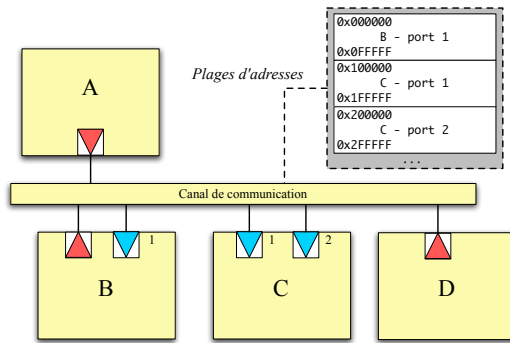 0x000000
B - port 1
0x0FFFFF
0x100000
C - port 1
0x1FFFFF
0x200000
C - port 2
0x2FFFFF
...
Plages d'adresses
A
Canal de communication
1
B
1
2
C
D